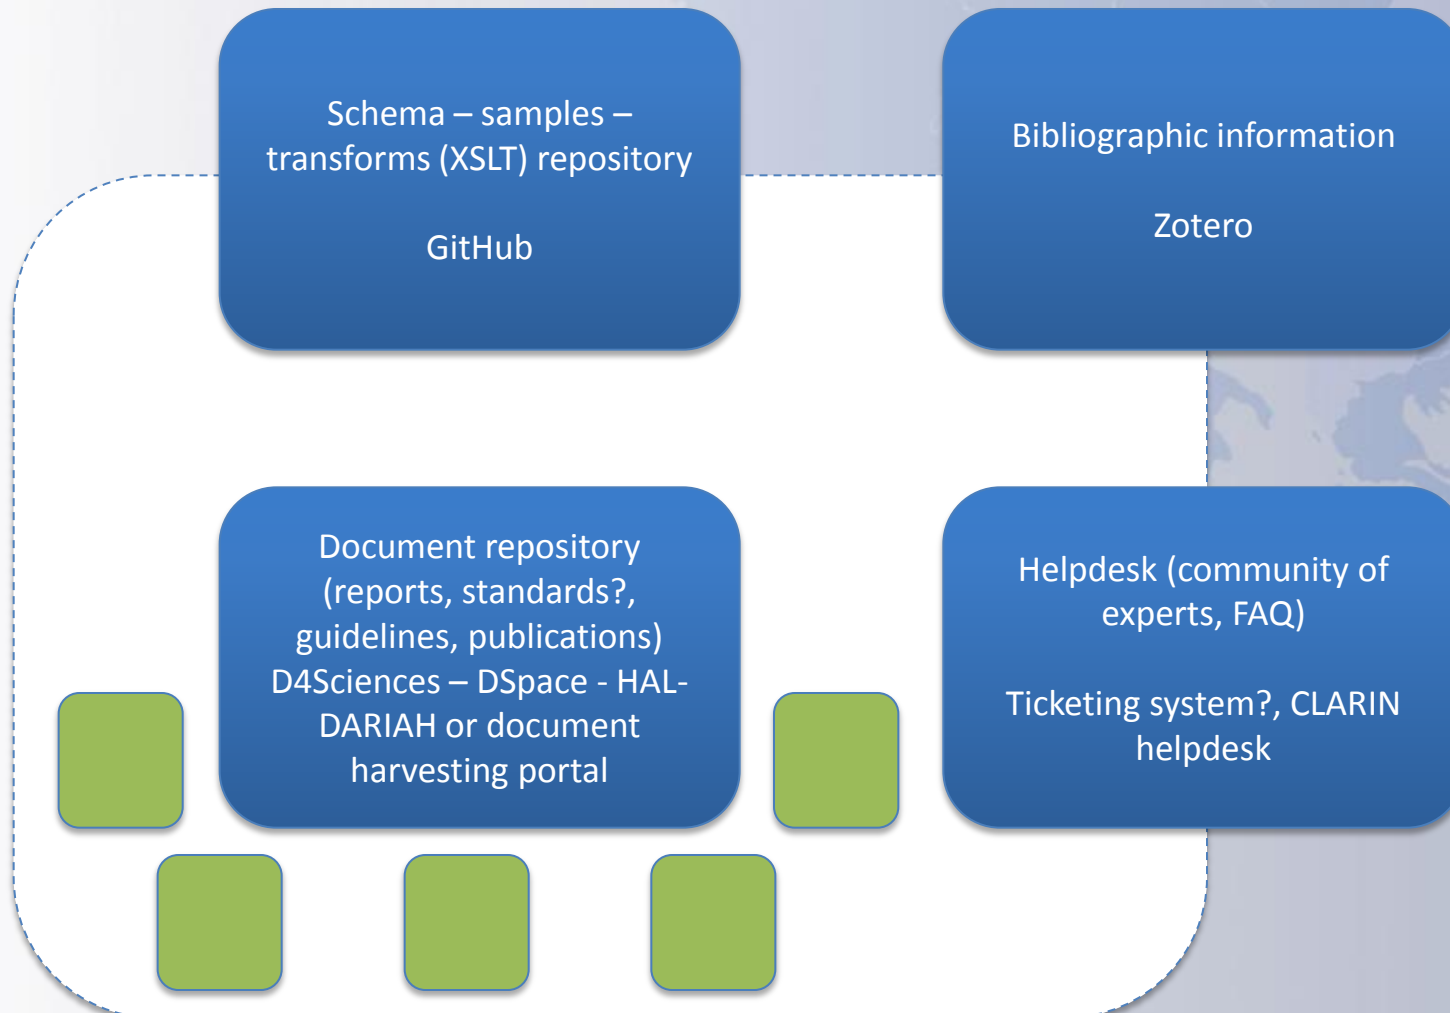 Schema – samples –
transforms (XSLT) repository
GitHub
Bibliographic information
Zotero
Document repository
(reports, standards?,
guidelines, publications)
D4Sciences – DSpace - HAL-
DARIAH or document
harvesting portal
Helpdesk (community of
experts, FAQ)
Ticketing system?, CLARIN
helpdesk